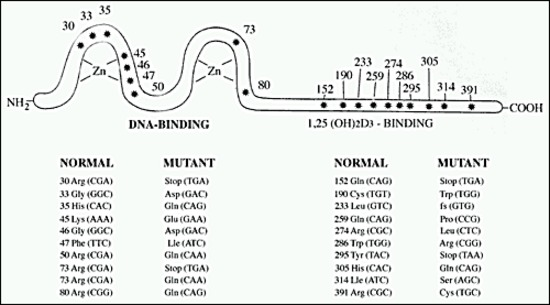 30 33 35
45
46
47
50
73
80
152 190 233 259 274 286 295 305 314 391
Zn Zn
NH2 COOH
DNA-BINDING 1,25 (OH)2D3 - BINDING
NORMAL MUTANT NORMAL MUTANT
30 Arg (CGA) Stop (TGA) 152 Gln (CAG) Stop (TGA)
33 Gly (GGC) Asp (GAC) 190 Cys (TGT) Trp (TGG)
35 His (CAC) Gln (CAG) 233 Leu (GTC) fs (GTG)
45 Lys (AAA) Glu (GAA) 259 Gln (CAG) Pro (CCG)
46 Gly (GGC) Asp (GAC) 274 Arg (CGC) Leu (CTC)
47 Phe (TTC) Lle (ATC) 286 Trp (TGG) Arg (CGG)
50 Arg (CGA) Gln (CAA) 295 Tyr (TAC) Stop (TAA)
73 Arg (CGA) Stop (TGA) 305 His (CAC) Gln (CAG)
73 Arg (CGA) Gln (CAA) 314 Lle (ATC) Ser (AGC)
80 Arg (CGG) Gln (CAG) 391 Arg (CGC) Cys (TGC)